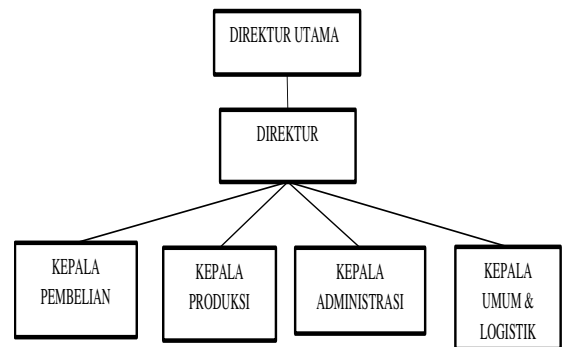 DIREKTUR UTAMA
DIREKTUR
KEPALA
PEMBELIAN
KEPALA
PRODUKSI
KEPALA
ADMINISTRASI
KEPALA
UMUM &
LOGISTIK